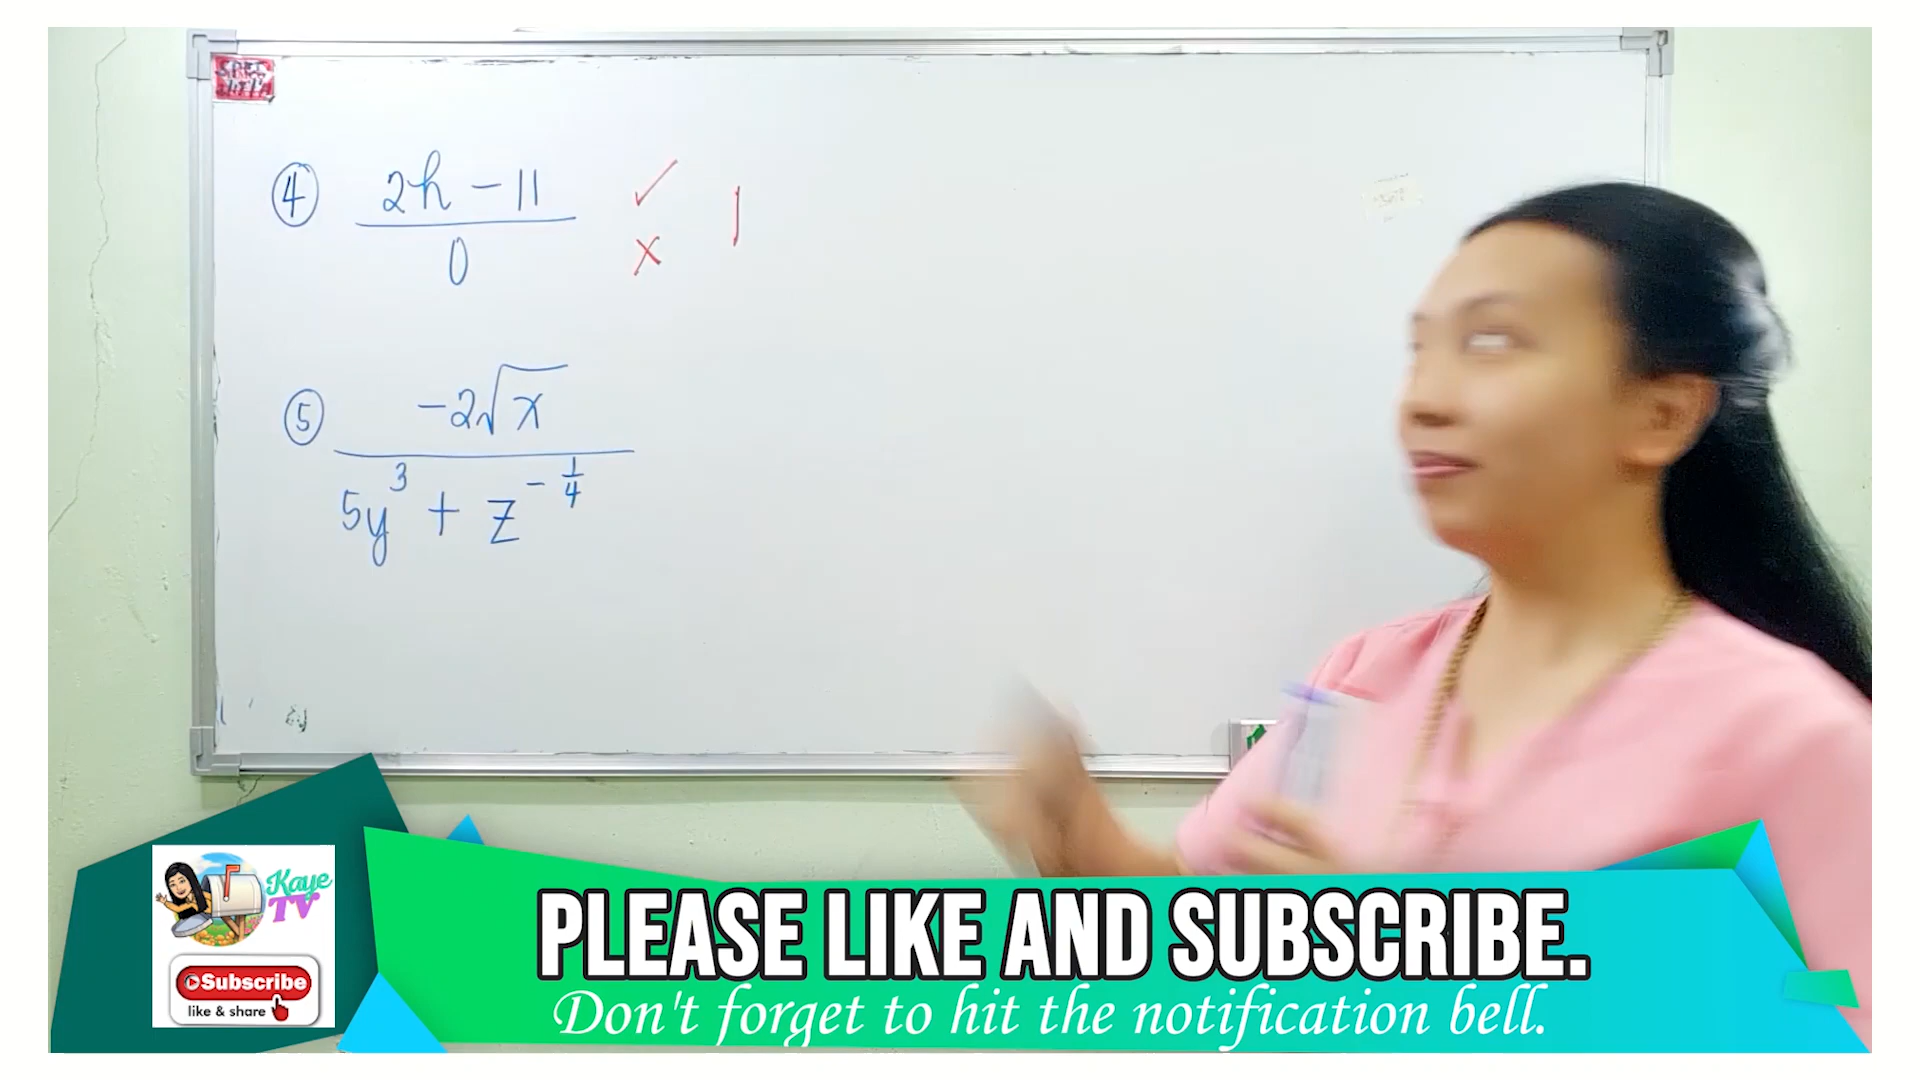 ④ 2h - 11 ✓
0 x
⑤ -2√x
5y³ + z^(-1/4)
Kaye
TV
Subscribe
like & share
PLEASE LIKE AND SUBSCRIBE.
Don't forget to hit the notification bell.